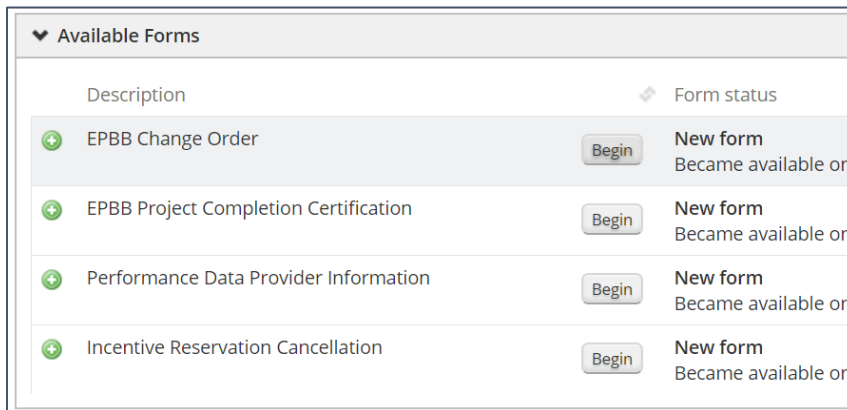 Available Forms
Description Form status
EPBB Change Order Begin New form
Became available
EPBB Project Completion Certification Begin New form
Became available
Performance Data Provider Information Begin New form
Became available
Incentive Reservation Cancellation Begin New form
Became available